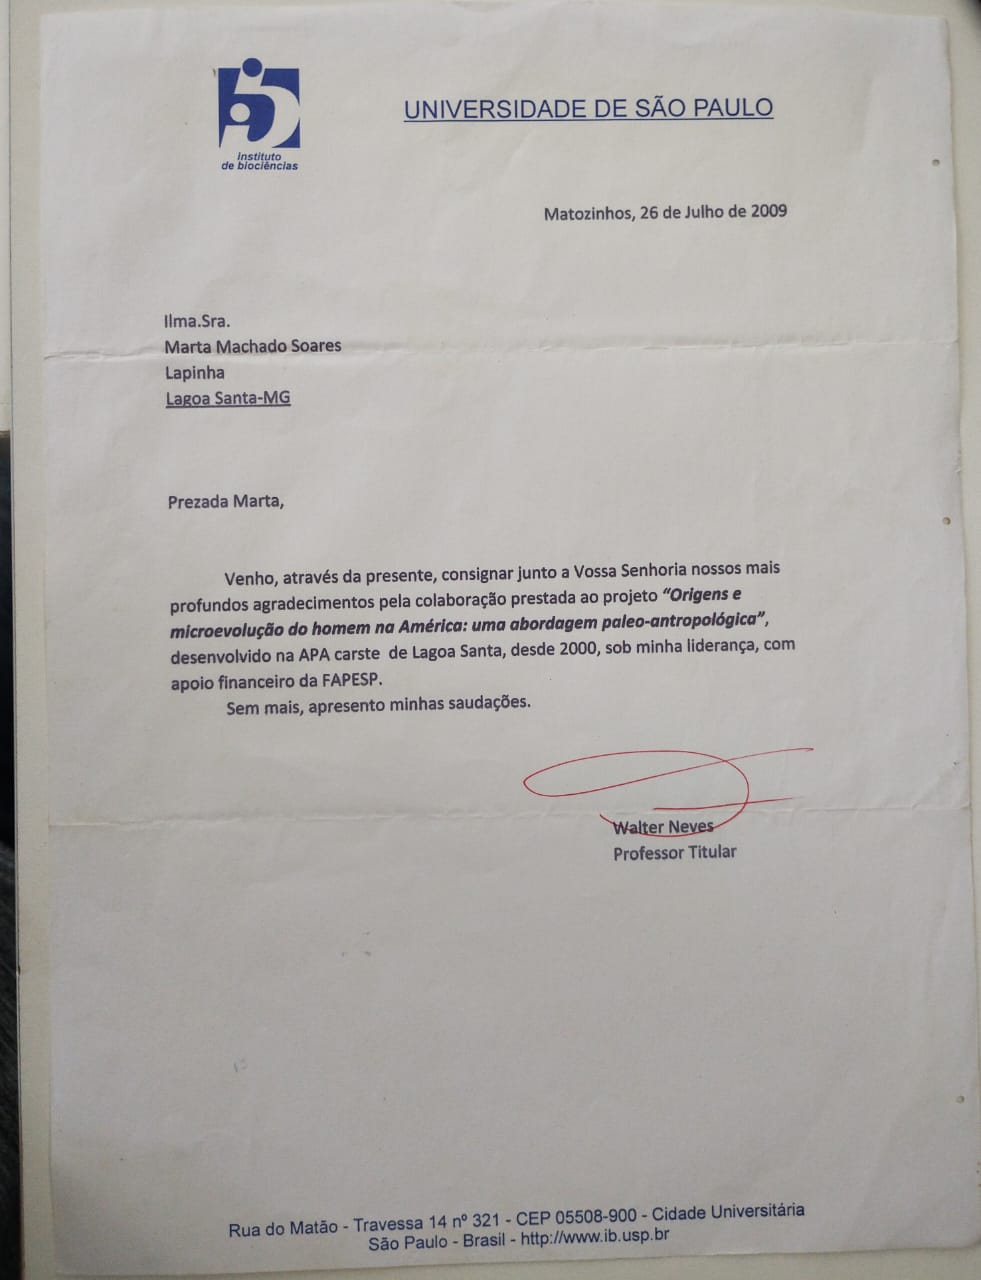 instituto
de biociências
UNIVERSIDADE DE SÃO PAULO
Matozinhos, 26 de Julho de 2009
Ilma.Sra.
Marta Machado Soares
Lapinha
Lagoa Santa-MG
Prezada Marta,
Venho, através da presente, consignar junto a Vossa Senhoria nossos mais
profundos agradecimentos pela colaboração prestada ao projeto “Origens e
microevolução do homem na América: uma abordagem paleo-antropológica”,
desenvolvido na APA carste de Lagoa Santa, desde 2000, sob minha liderança, com
apoio financeiro da FAPESP.
Sem mais, apresento minhas saudações.
Walter Neves
Professor Titular
Rua do Matão - Travessa 14 nº 321 - CEP 05508-900 - Cidade Universitária
São Paulo - Brasil - http://www.ib.usp.br